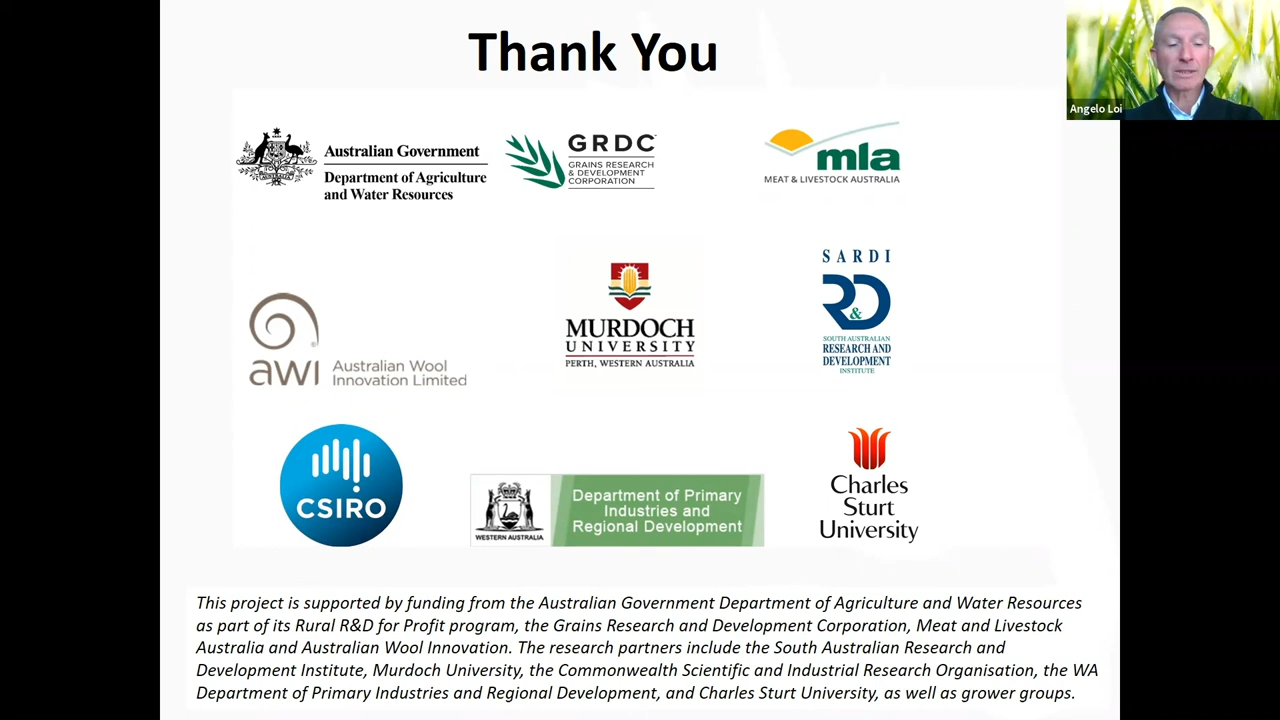 Thank You
Angelo Loi
Australian Government
Department of Agriculture
and Water Resources
GRDC
GRAINS RESEARCH
& DEVELOPMENT
CORPORATION
mla
MEAT & LIVESTOCK AUSTRALIA
awi
Australian Wool
Innovation Limited
MURDOCH
UNIVERSITY
PERTH, WESTERN AUSTRALIA
SARDI
R&D
SOUTH AUSTRALIAN
RESEARCH AND
DEVELOPMENT
INSTITUTE
CSIRO
WESTERN AUSTRALIA
Department of Primary
Industries and
Regional Development
Charles
Sturt
University
This project is supported by funding from the Australian Government Department of Agriculture and Water Resources
as part of its Rural R&D for Profit program, the Grains Research and Development Corporation, Meat and Livestock
Australia and Australian Wool Innovation. The research partners include the South Australian Research and
Development Institute, Murdoch University, the Commonwealth Scientific and Industrial Research Organisation, the WA
Department of Primary Industries and Regional Development, and Charles Sturt University, as well as grower groups.